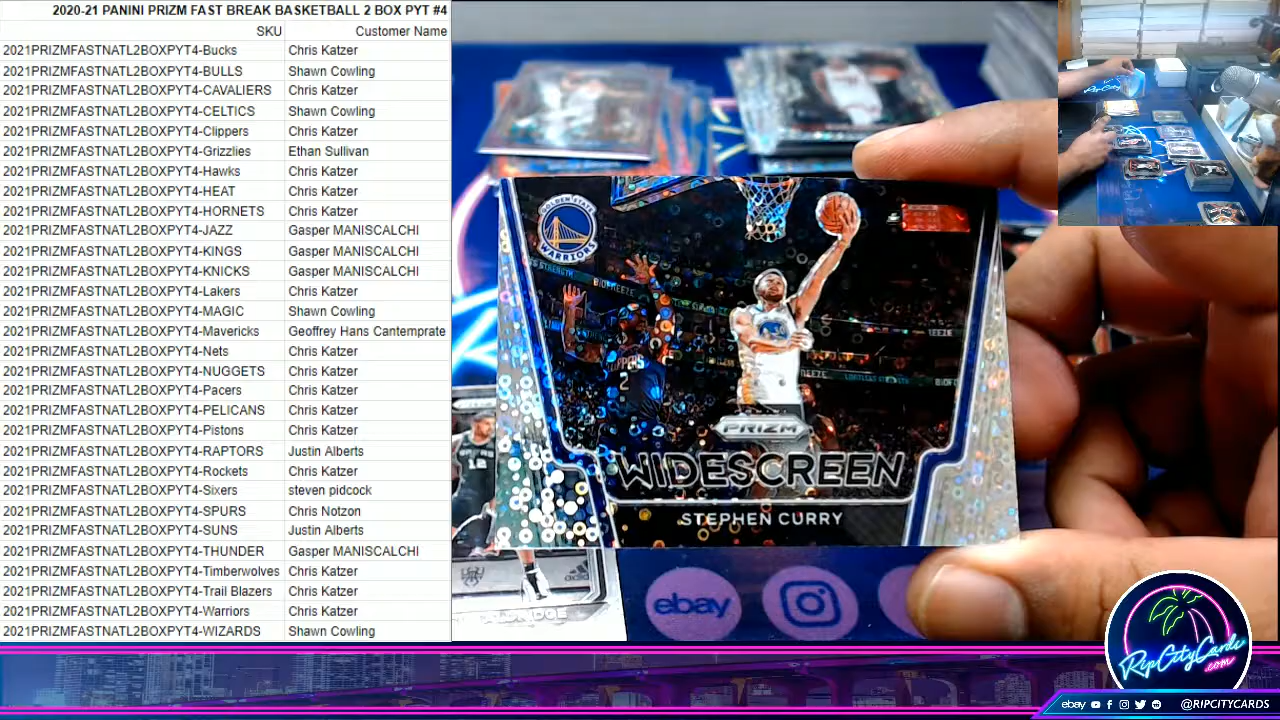 2020-21 PANINI PRIZM FAST BREAK BASKETBALL 2 BOX PYT #4
SKU Customer Name
2021PRIZMFASTNATL2BOXPYT4-Bucks Chris Katzer
2021PRIZMFASTNATL2BOXPYT4-BULLS Shawn Cowling
2021PRIZMFASTNATL2BOXPYT4-CAVALIERS Chris Katzer
2021PRIZMFASTNATL2BOXPYT4-CELTICS Shawn Cowling
2021PRIZMFASTNATL2BOXPYT4-Clippers Chris Katzer
2021PRIZMFASTNATL2BOXPYT4-Grizzlies Ethan Sullivan
2021PRIZMFASTNATL2BOXPYT4-Hawks Chris Katzer
2021PRIZMFASTNATL2BOXPYT4-HEAT Chris Katzer
2021PRIZMFASTNATL2BOXPYT4-HORNETS Chris Katzer
2021PRIZMFASTNATL2BOXPYT4-JAZZ Gasper MANISCALCHI
2021PRIZMFASTNATL2BOXPYT4-KINGS Gasper MANISCALCHI
2021PRIZMFASTNATL2BOXPYT4-KNICKS Gasper MANISCALCHI
2021PRIZMFASTNATL2BOXPYT4-Lakers Chris Katzer
2021PRIZMFASTNATL2BOXPYT4-MAGIC Shawn Cowling
2021PRIZMFASTNATL2BOXPYT4-Mavericks Geoffrey Hans Cantemprate
2021PRIZMFASTNATL2BOXPYT4-Nets Chris Katzer
2021PRIZMFASTNATL2BOXPYT4-NUGGETS Chris Katzer
2021PRIZMFASTNATL2BOXPYT4-Pacers Chris Katzer
2021PRIZMFASTNATL2BOXPYT4-PELICANS Chris Katzer
2021PRIZMFASTNATL2BOXPYT4-Pistons Chris Katzer
2021PRIZMFASTNATL2BOXPYT4-RAPTORS Justin Alberts
2021PRIZMFASTNATL2BOXPYT4-Rockets Chris Katzer
2021PRIZMFASTNATL2BOXPYT4-Sixers steven pidcock
2021PRIZMFASTNATL2BOXPYT4-SPURS Chris Notzon
2021PRIZMFASTNATL2BOXPYT4-SUNS Justin Alberts
2021PRIZMFASTNATL2BOXPYT4-THUNDER Gasper MANISCALCHI
2021PRIZMFASTNATL2BOXPYT4-Timberwolves Chris Katzer
2021PRIZMFASTNATL2BOXPYT4-Trail Blazers Chris Katzer
2021PRIZMFASTNATL2BOXPYT4-Warriors Chris Katzer
2021PRIZMFASTNATL2BOXPYT4-WIZARDS Shawn Cowling
GOLDEN STATE
WARRIORS
BIOFREEZE
CLIPPERS
2
PRIZM
WIDESCREEN
STEPHEN CURRY
12
adidas
ebay
RipCityCards
.com
ebay @RIPCITYCARDS